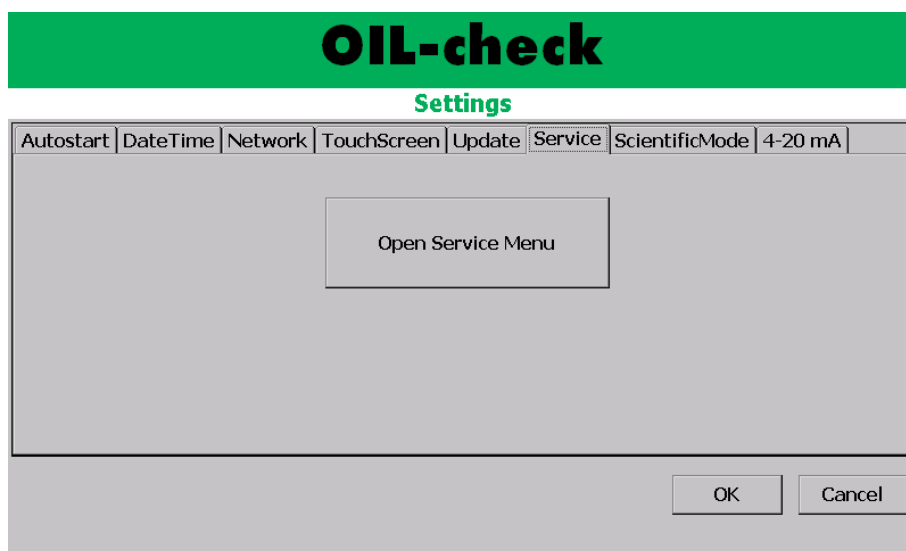 OIL-check
Settings
Autostart DateTime Network TouchScreen Update Service ScientificMode 4-20 mA
Open Service Menu
OK Cancel